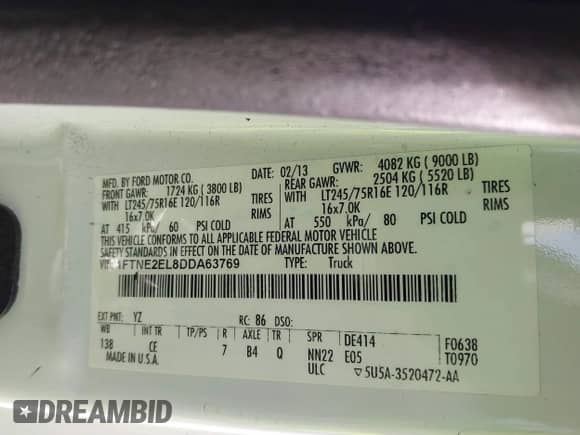 MFD. BY FORD MOTOR CO.
DATE: 02/13 GVWR: 4082 KG ( 9000 LB)
FRONT GAWR: 1724 KG ( 3800 LB) REAR GAWR: 2504 KG ( 5520 LB)
WITH LT245/75R16E 120/116R TIRES WITH LT245/75R16E 120/116R TIRES
16x7.0K RIMS 16x7.0K RIMS
AT 415 kPa/ 60 PSI COLD AT 550 kPa/ 80 PSI COLD
THIS VEHICLE CONFORMS TO ALL APPLICABLE FEDERAL MOTOR VEHICLE
SAFETY STANDARDS IN EFFECT ON THE DATE OF MANUFACTURE SHOWN ABOVE.
VIN: 1FTNE2EL8DDA63769 TYPE: Truck
EXT PNT: YZ RC: 86 DSO:
WB INT TR TP/PS R AXLE TR SPR DE414 F0638
138 CE 7 B4 Q NN22 E05 T0970
MADE IN U.S.A. ULC ▽5U5A-3520472-AA
DREAMBID DREAMBID